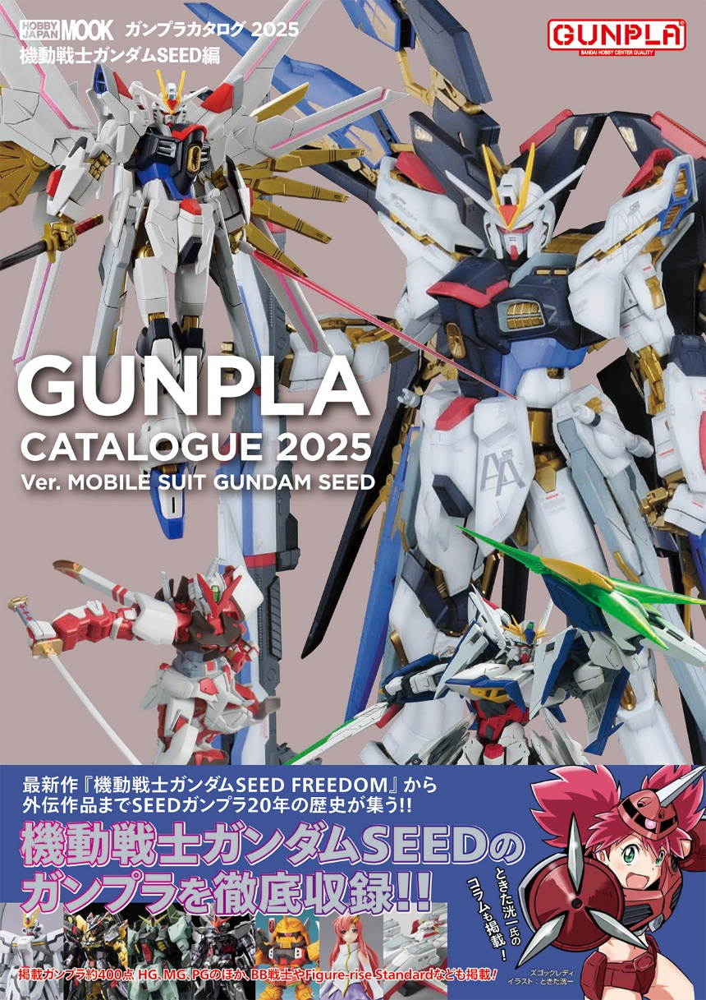 HOBBY JAPAN MOOK ガンプラカタログ 2025
機動戦士ガンダムSEED編
GUNPLA®
BANDAI HOBBY CENTER QUALITY
GUNPLA
CATALOGUE 2025
Ver. MOBILE SUIT GUNDAM SEED
最新作『機動戦士ガンダムSEED FREEDOM』から
外伝作品までSEEDガンプラ20年の歴史が集う!!
機動戦士ガンダムSEEDの
ガンプラを徹底収録!!
ときた洸一氏の
コラムも掲載!
ズゴックレディ
イラスト:ときた洸一
掲載ガンプラ約400点 HG、MG、PGのほか、BB戦士やFigure-rise Standardなども掲載!